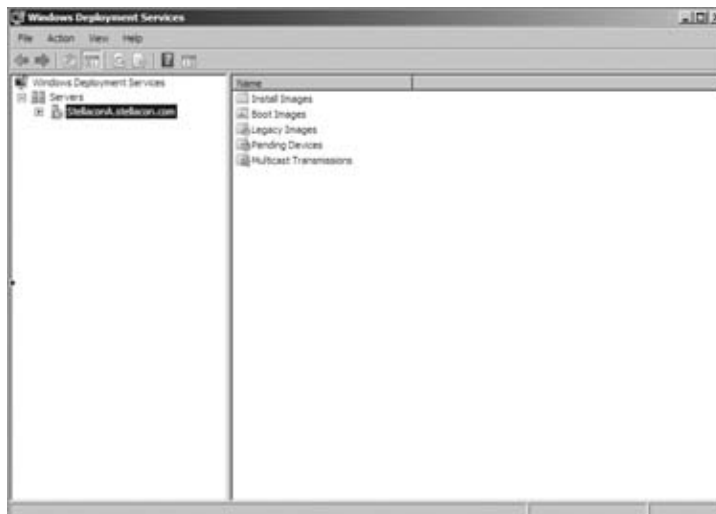 Windows Deployment Services
File Action View Help
Windows Deployment Services
Servers
StellaconA.stellacon.com
Name
Install Images
Boot Images
Legacy Images
Pending Devices
Multicast Transmissions